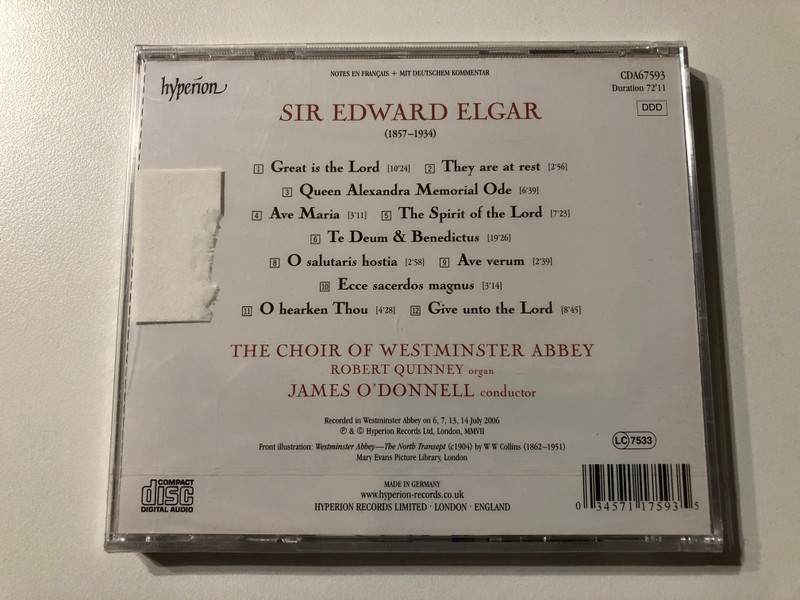 NOTES EN FRANÇAIS + MIT DEUTSCHEM KOMMENTAR
hyperion
CDA67593
Duration 72'11
DDD
SIR EDWARD ELGAR
(1857–1934)
1 Great is the Lord [10'24] 2 They are at rest [2'56]
3 Queen Alexandra Memorial Ode [6'39]
4 Ave Maria [3'11] 5 The Spirit of the Lord [7'23]
6 Te Deum & Benedictus [19'26]
8 O salutaris hostia [2'58] 9 Ave verum [2'39]
10 Ecce sacerdos magnus [3'14]
11 O hearken Thou [4'28] 12 Give unto the Lord [8'45]
THE CHOIR OF WESTMINSTER ABBEY
ROBERT QUINNEY organ
JAMES O'DONNELL conductor
Recorded in Westminster Abbey on 6, 7, 13, 14 July 2006
℗ & © Hyperion Records Ltd, London, MMVII
Front illustration: Westminster Abbey—The North Transept (c1904) by W W Collins (1862–1951)
Mary Evans Picture Library, London
LC 7533
COMPACT
disc
DIGITAL AUDIO
MADE IN GERMANY
www.hyperion-records.co.uk
HYPERION RECORDS LIMITED · LONDON · ENGLAND
0 34571 17593 5